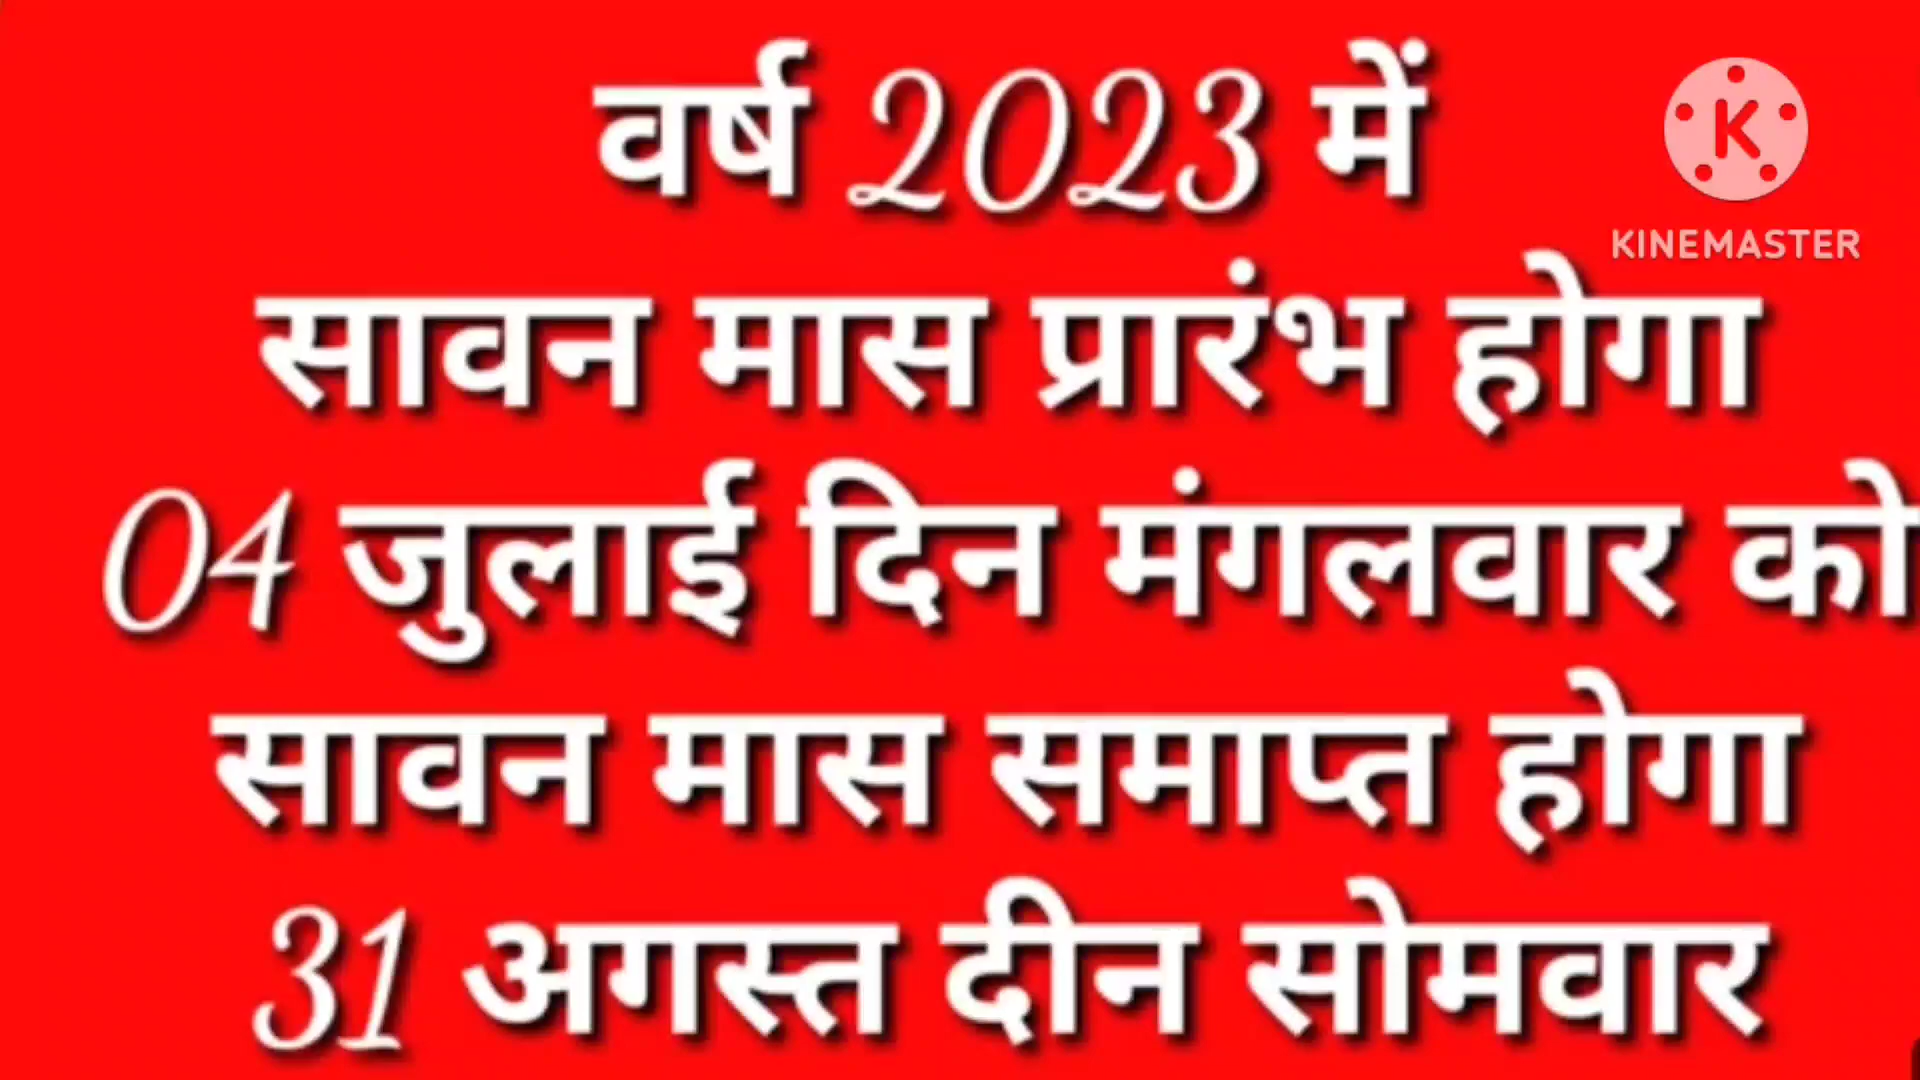 वर्ष 2023 में
KINEMASTER
सावन मास प्रारंभ होगा
04 जुलाई दिन मंगलवार को
सावन मास समाप्त होगा
31 अगस्त दीन सोमवार